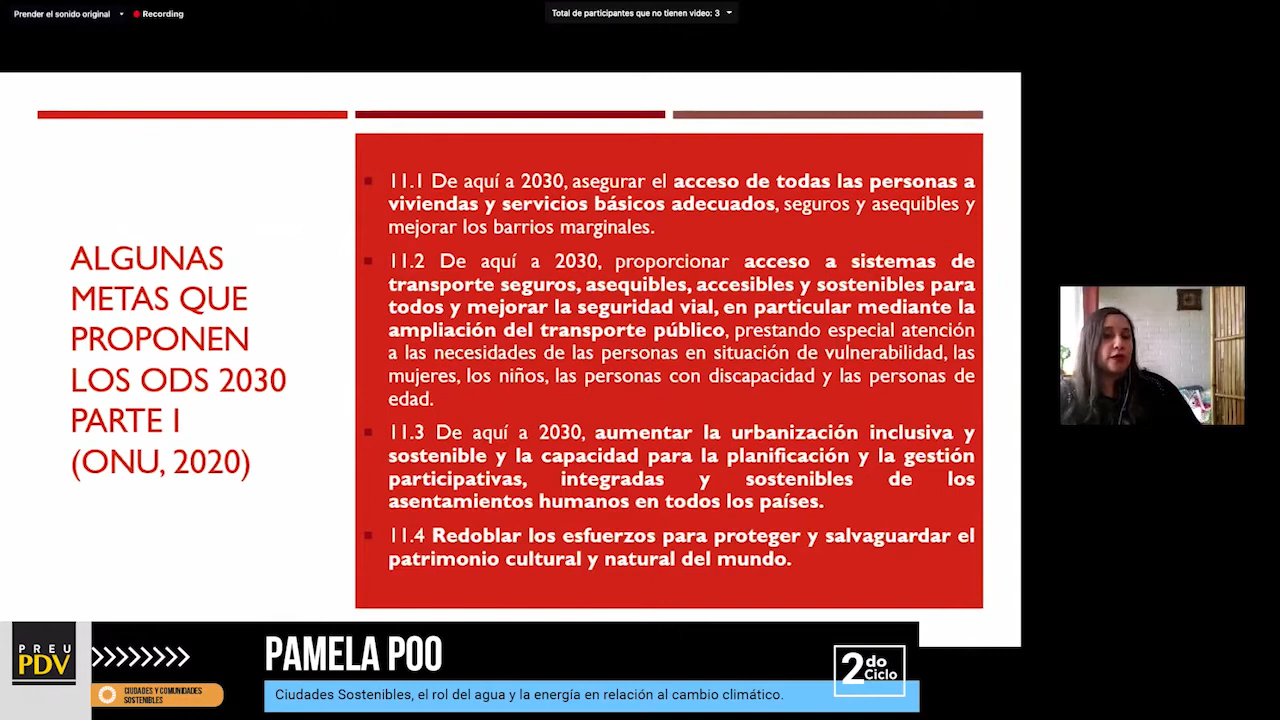 Prender el sonido original
Recording
Total de participantes que no tienen video: 3
ALGUNAS
METAS QUE
PROPONEN
LOS ODS 2030
PARTE I
(ONU, 2020)
11.1 De aquí a 2030, asegurar el acceso de todas las personas a
viviendas y servicios básicos adecuados, seguros y asequibles y
mejorar los barrios marginales.
11.2 De aquí a 2030, proporcionar acceso a sistemas de
transporte seguros, asequibles, accesibles y sostenibles para
todos y mejorar la seguridad vial, en particular mediante la
ampliación del transporte público, prestando especial atención
a las necesidades de las personas en situación de vulnerabilidad, las
mujeres, los niños, las personas con discapacidad y las personas de
edad.
11.3 De aquí a 2030, aumentar la urbanización inclusiva y
sostenible y la capacidad para la planificación y la gestión
participativas, integradas y sostenibles de los
asentamientos humanos en todos los países.
11.4 Redoblar los esfuerzos para proteger y salvaguardar el
patrimonio cultural y natural del mundo.
PREU
PDV
CIUDADES Y COMUNIDADES
SOSTENIBLES
PAMELA POO
Ciudades Sostenibles, el rol del agua y la energía en relación al cambio climático.
2do
Ciclo